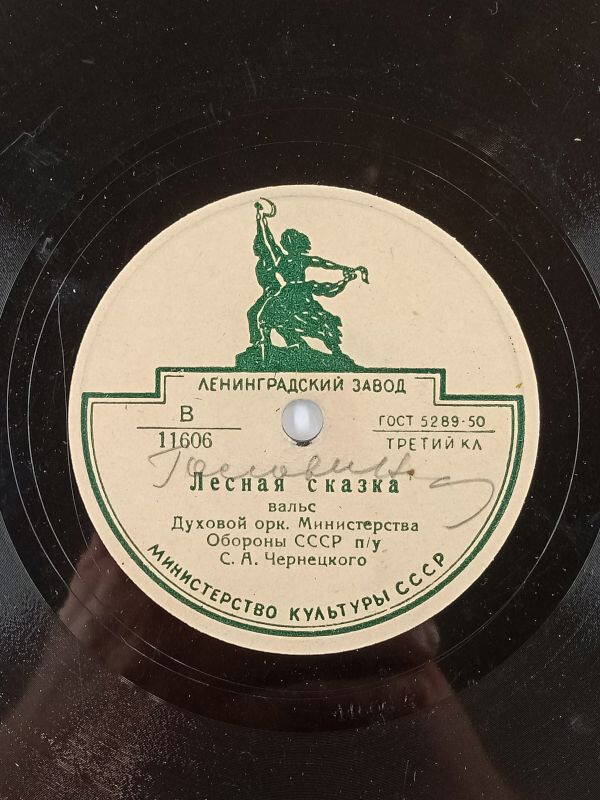 ЛЕНИНГРАДСКИЙ ЗАВОД
В
11606
ГОСТ 5289-50
ТРЕТИЙ КЛ
Лесная сказка
вальс
Духовой орк. Министерства
Обороны СССР п/у
С. А. Чернецкого
МИНИСТЕРСТВО КУЛЬТУРЫ СССР